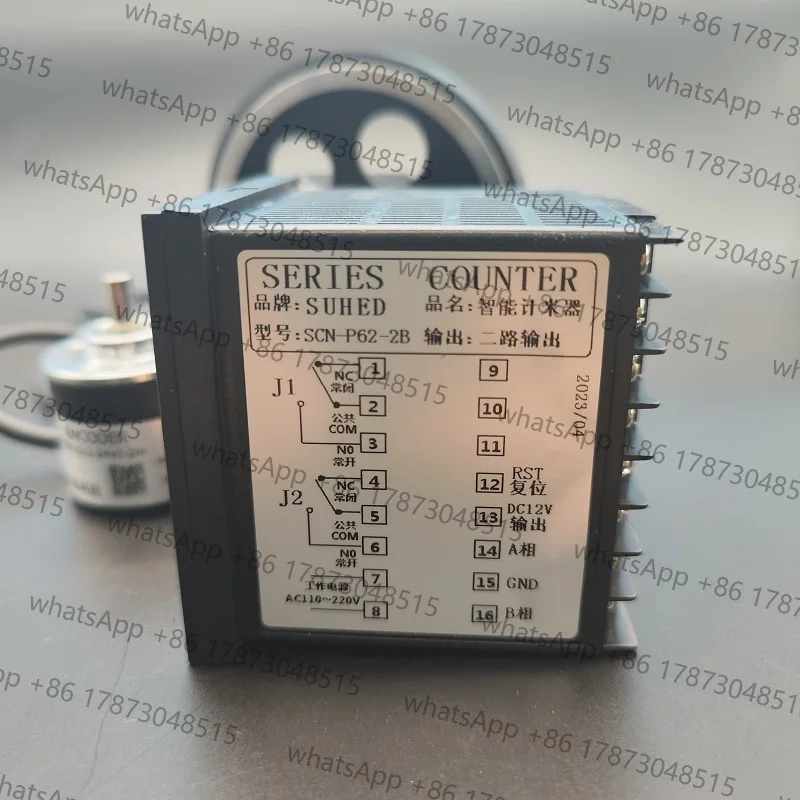 SERIES COUNTER
品牌: SUHED 品名: 智能计米器
型号: SCN-P62-2B 输出: 二路输出
J1
NC 1
常闭
2
公共
COM
3
NO
常开
J2
4
NC
常闭
5
公共
COM
6
NO
常开
7
工作电源
AC110~220V 8
9
10
11
12 RST
复位
13 DC12V
输出
14 A相
15 GND
16 B相
2023/04
ENCODER
whatsApp +86 17873048515